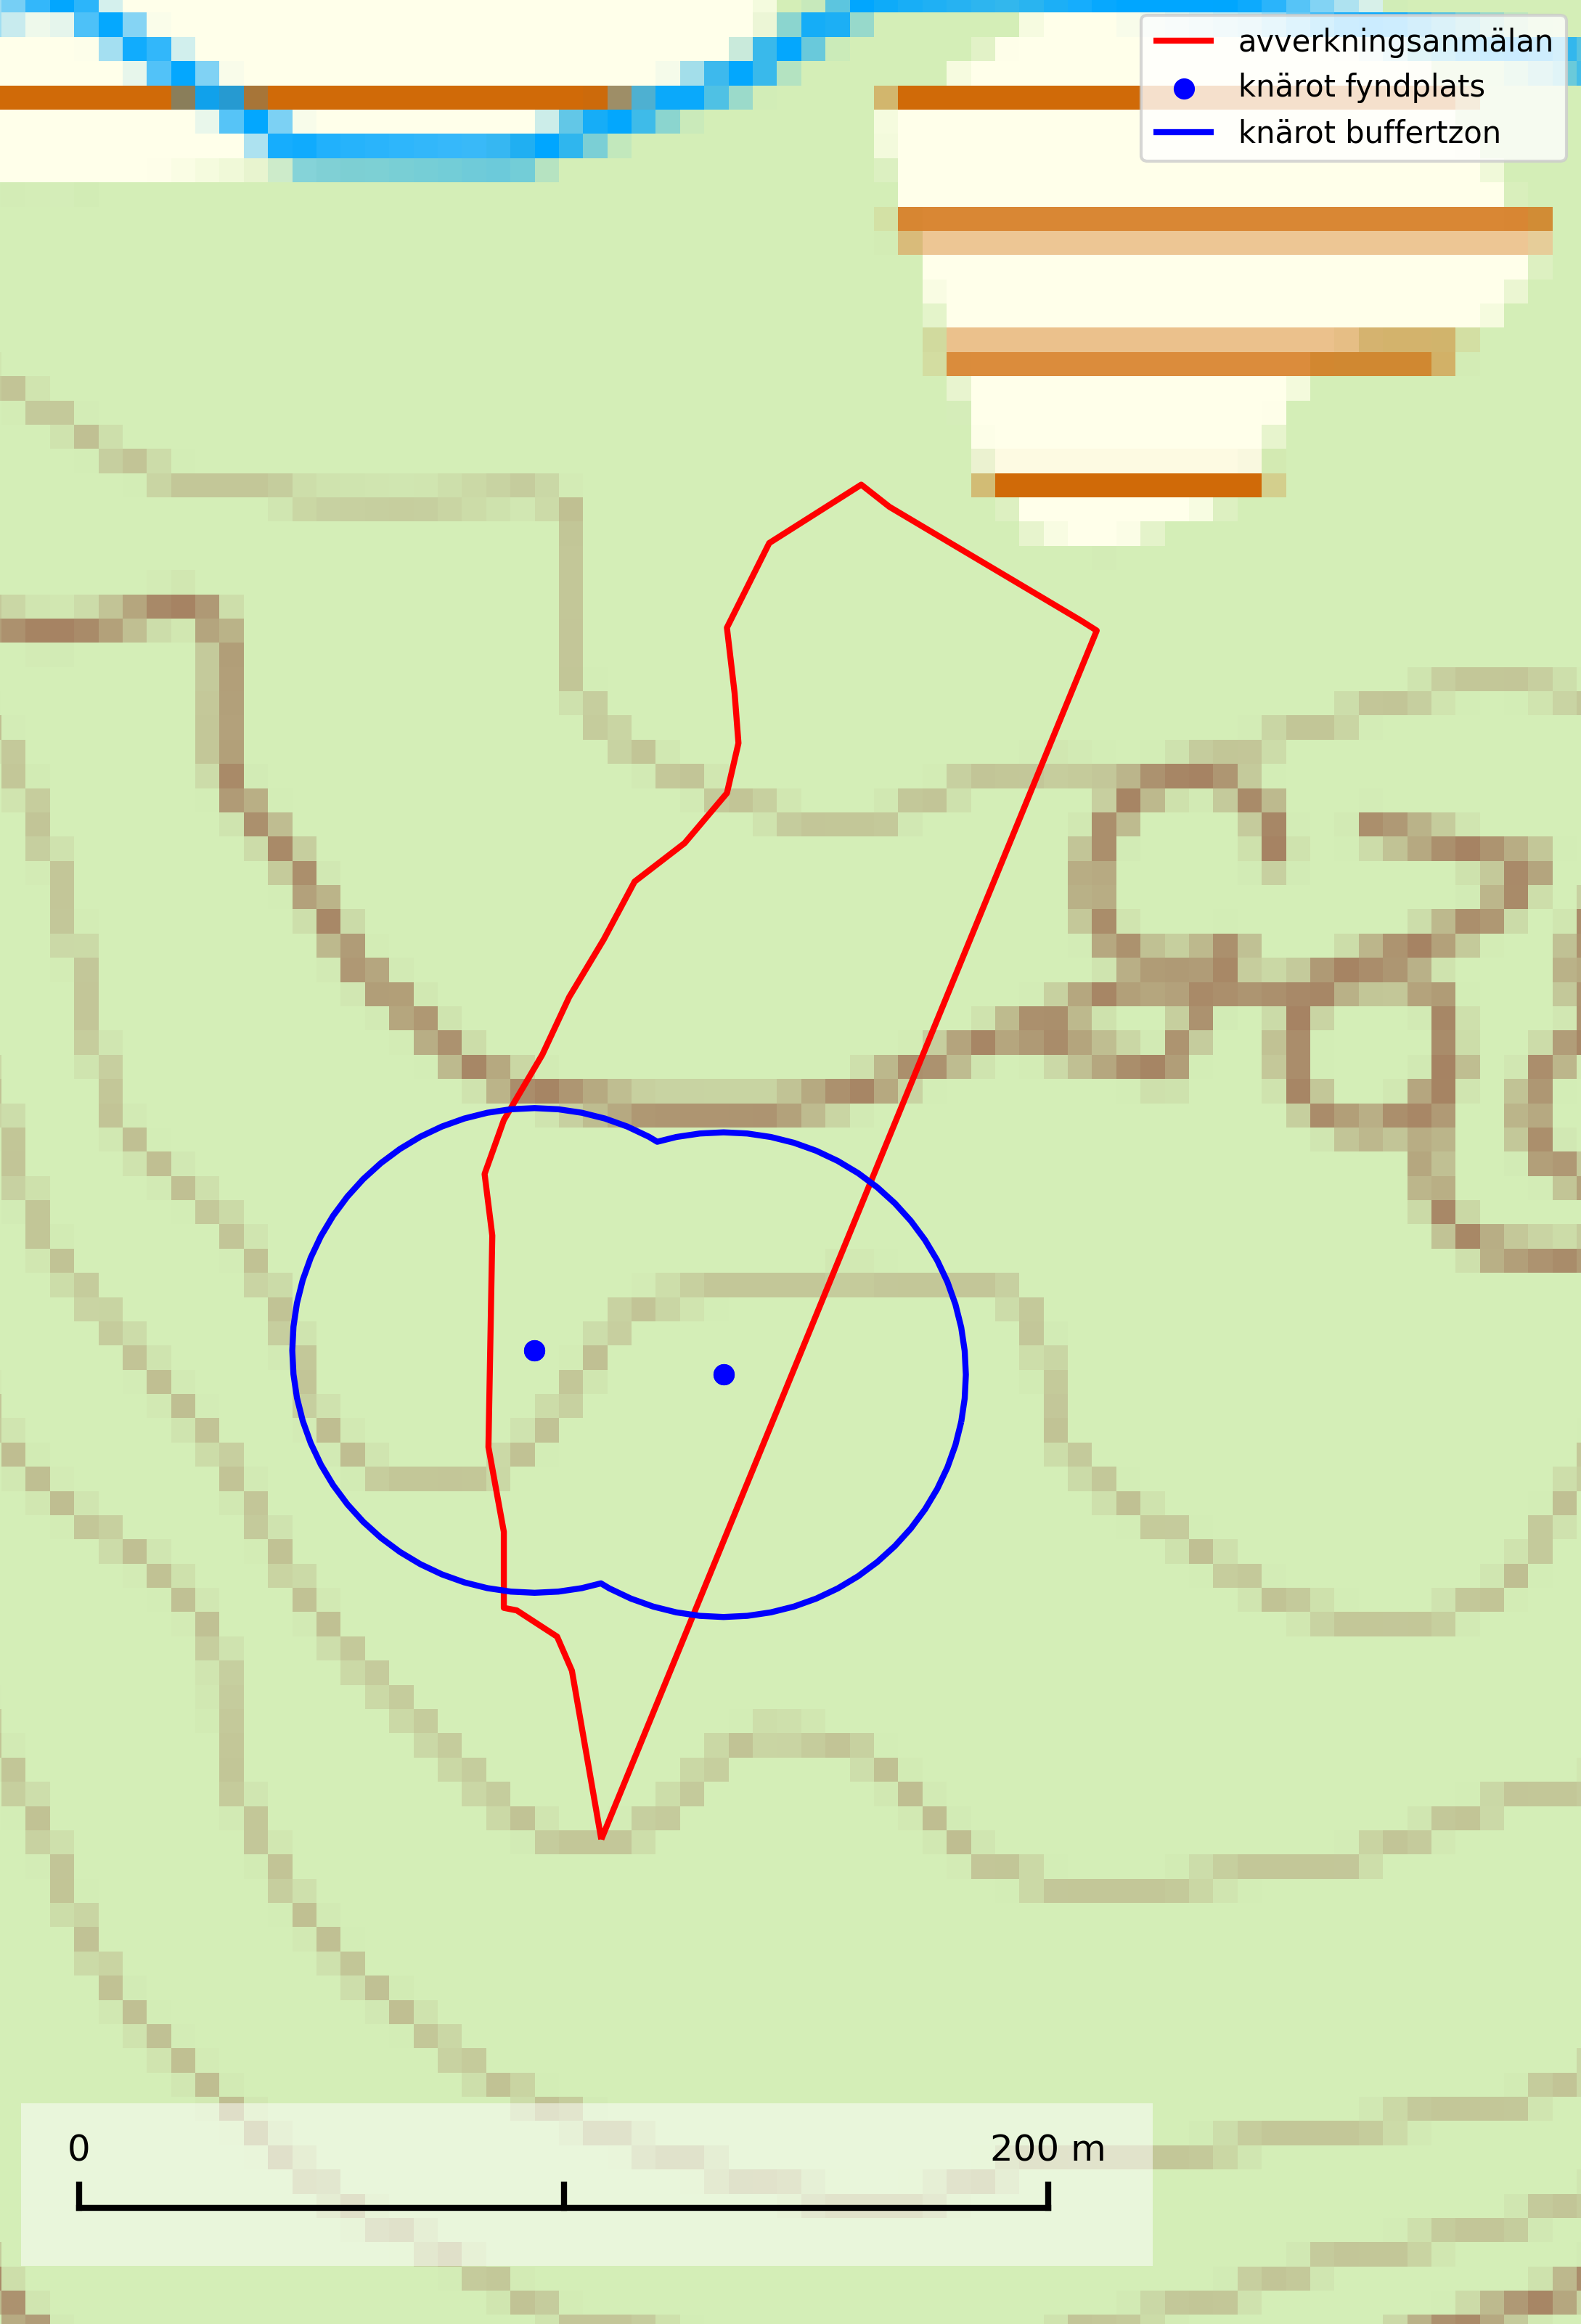 avverkningsanmälan
knärot fyndplats
knärot buffertzon
0 200 m